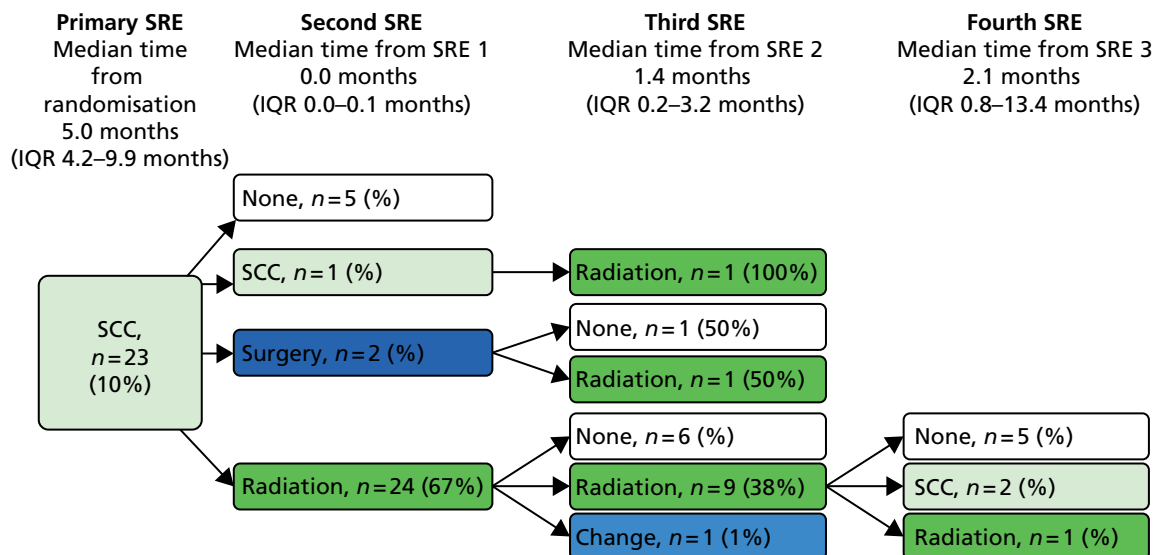 Primary SRE
Median time
from
randomisation
5.0 months
(IQR 4.2–9.9 months)
Second SRE
Median time from SRE 1
0.0 months
(IQR 0.0–0.1 months)
Third SRE
Median time from SRE 2
1.4 months
(IQR 0.2–3.2 months)
Fourth SRE
Median time from SRE 3
2.1 months
(IQR 0.8–13.4 months)
SCC,
n=23
(10%)
None, n=5 (%)
SCC, n=1 (%)
Surgery, n=2 (%)
Radiation, n=24 (67%)
Radiation, n=1 (100%)
None, n=1 (50%)
Radiation, n=1 (50%)
None, n=6 (%)
Radiation, n=9 (38%)
Change, n=1 (1%)
None, n=5 (%)
SCC, n=2 (%)
Radiation, n=1 (%)